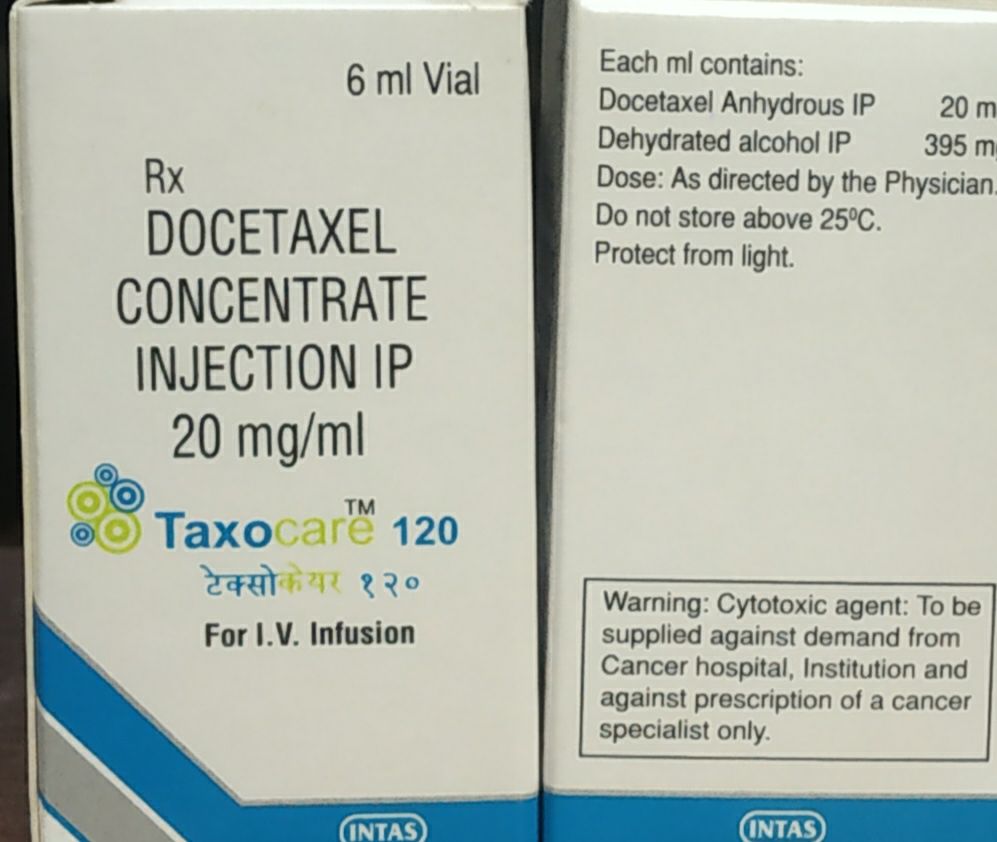 6 ml Vial
Rx
DOCETAXEL
CONCENTRATE
INJECTION IP
20 mg/ml
Taxocare™ 120
टेक्सोकेयर १२०
For I.V. Infusion
INTAS
Each ml contains:
Docetaxel Anhydrous IP 20 m
Dehydrated alcohol IP 395 m
Dose: As directed by the Physician.
Do not store above 25⁰C.
Protect from light.
Warning: Cytotoxic agent: To be
supplied against demand from
Cancer hospital, Institution and
against prescription of a cancer
specialist only.
INTAS